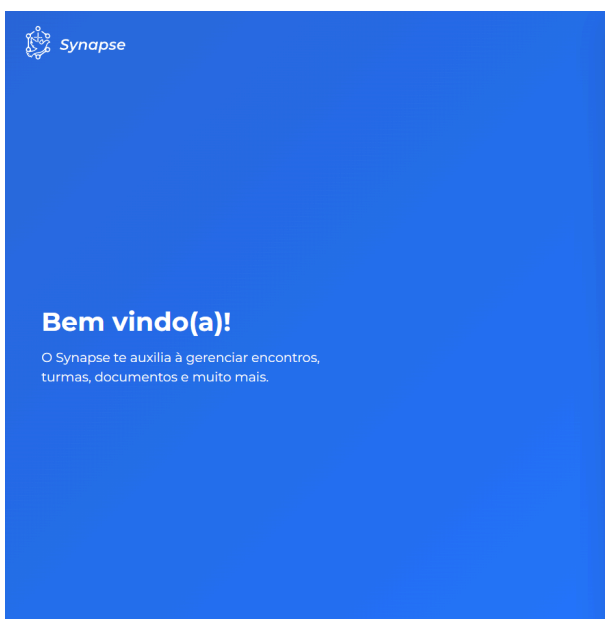 Synapse
Bem vindo(a)!
O Synapse te auxilia à gerenciar encontros,
turmas, documentos e muito mais.